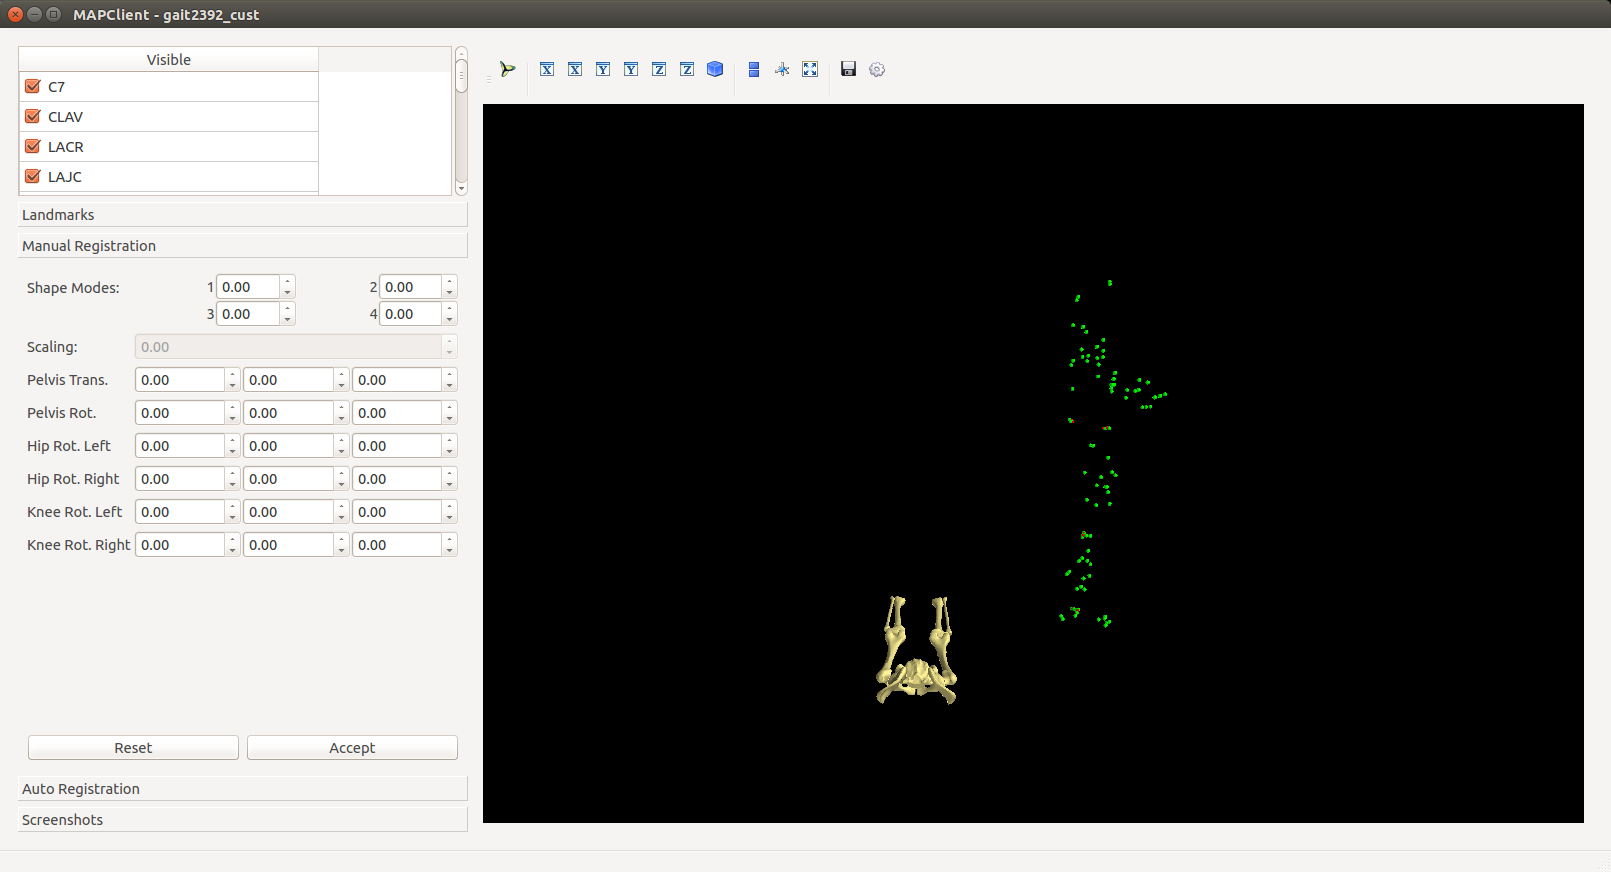 MAPClient - gait2392_cust
Visible
C7
CLAV
LACR
LAJC
X X Y Y Z Z
Landmarks
Manual Registration
Shape Modes: 1 0.00 2 0.00
3 0.00 4 0.00
Scaling: 0.00
Pelvis Trans. 0.00 0.00 0.00
Pelvis Rot. 0.00 0.00 0.00
Hip Rot. Left 0.00 0.00 0.00
Hip Rot. Right 0.00 0.00 0.00
Knee Rot. Left 0.00 0.00 0.00
Knee Rot. Right 0.00 0.00 0.00
Reset Accept
Auto Registration
Screenshots